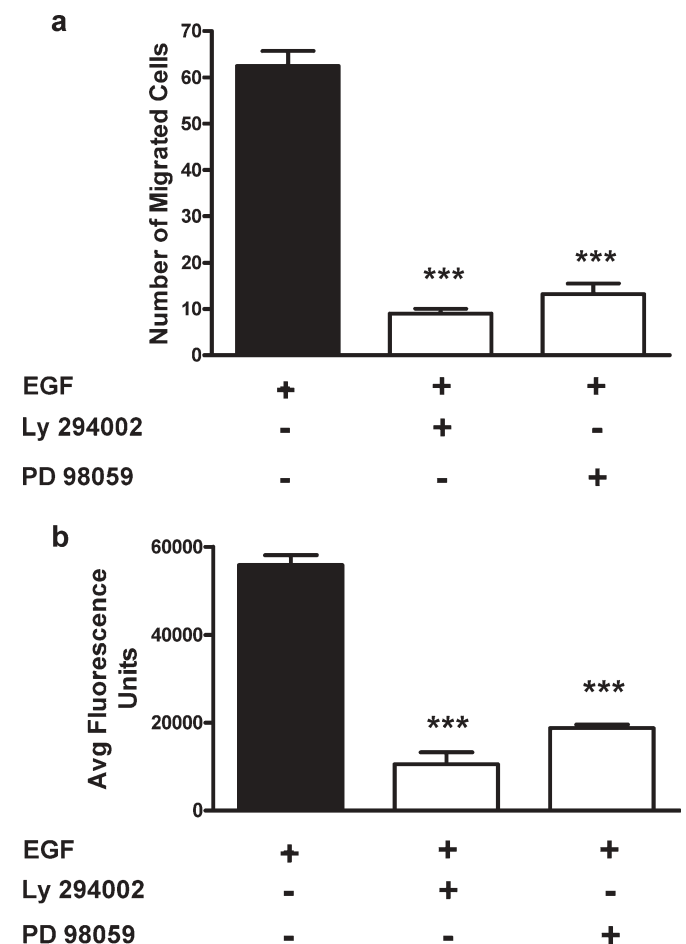 a
Number of Migrated Cells
70
60
50
40
30
20
10
0
***
***
EGF + + +
Ly 294002 - + -
PD 98059 - - +
b
Avg Fluorescence
Units
60000
40000
20000
0
***
***
EGF + + +
Ly 294002 - + -
PD 98059 - - +